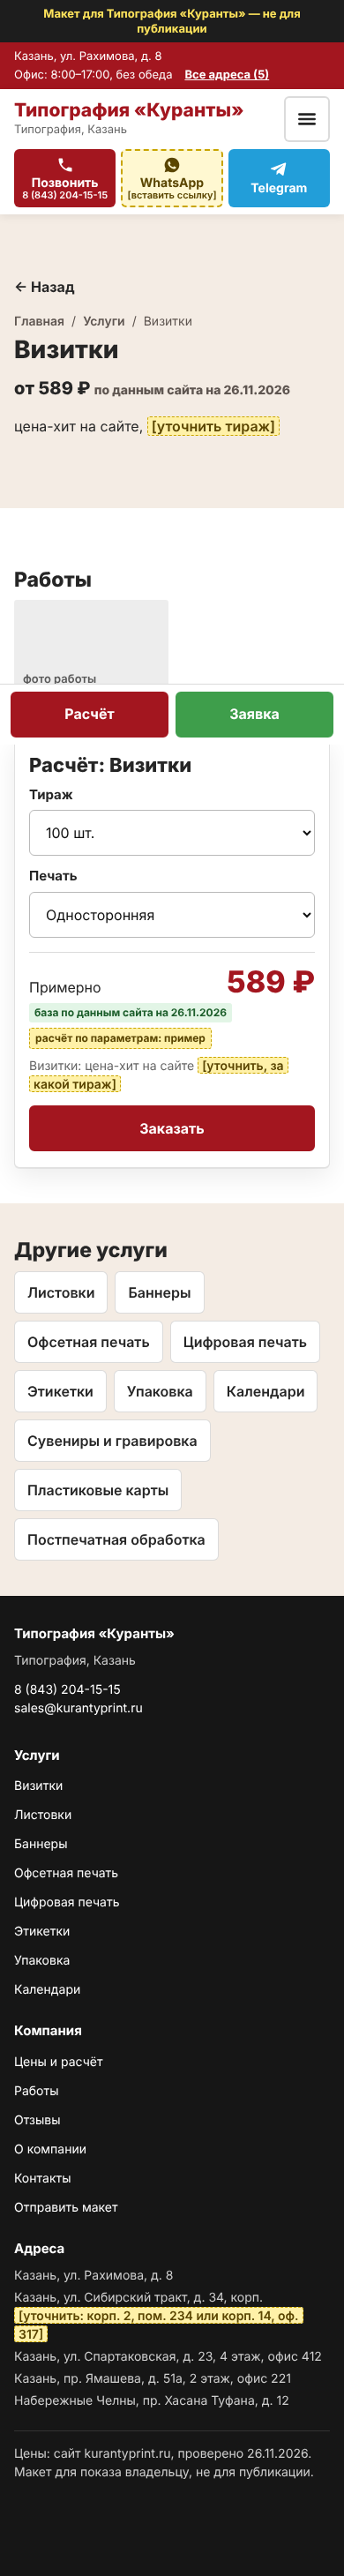 Макет для Типография «Куранты» — не для
публикации
Казань, ул. Рахимова, д. 8
Офис: 8:00–17:00, без обеда Все адреса (5)
Типография «Куранты»
Типография, Казань
Позвонить
8 (843) 204-15-15
WhatsApp
[вставить ссылку]
Telegram
← Назад
Главная / Услуги / Визитки
Визитки
от 589 ₽ по данным сайта на 26.11.2026
цена-хит на сайте, [уточнить тираж]
Работы
фото работы
Расчёт
Заявка
Расчёт: Визитки
Тираж
100 шт.
Печать
Односторонняя
Примерно 589 ₽
база по данным сайта на 26.11.2026
расчёт по параметрам: пример
Визитки: цена-хит на сайте [уточнить, за
какой тираж]
Заказать
Другие услуги
Листовки
Баннеры
Офсетная печать
Цифровая печать
Этикетки
Упаковка
Календари
Сувениры и гравировка
Пластиковые карты
Постпечатная обработка
Типография «Куранты»
Типография, Казань
8 (843) 204-15-15
sales@kurantyprint.ru
Услуги
Визитки
Листовки
Баннеры
Офсетная печать
Цифровая печать
Этикетки
Упаковка
Календари
Компания
Цены и расчёт
Работы
Отзывы
О компании
Контакты
Отправить макет
Адреса
Казань, ул. Рахимова, д. 8
Казань, ул. Сибирский тракт, д. 34, корп.
[уточнить: корп. 2, пом. 234 или корп. 14, оф.
317]
Казань, ул. Спартаковская, д. 23, 4 этаж, офис 412
Казань, пр. Ямашева, д. 51а, 2 этаж, офис 221
Набережные Челны, пр. Хасана Туфана, д. 12
Цены: сайт kurantyprint.ru, проверено 26.11.2026.
Макет для показа владельцу, не для публикации.